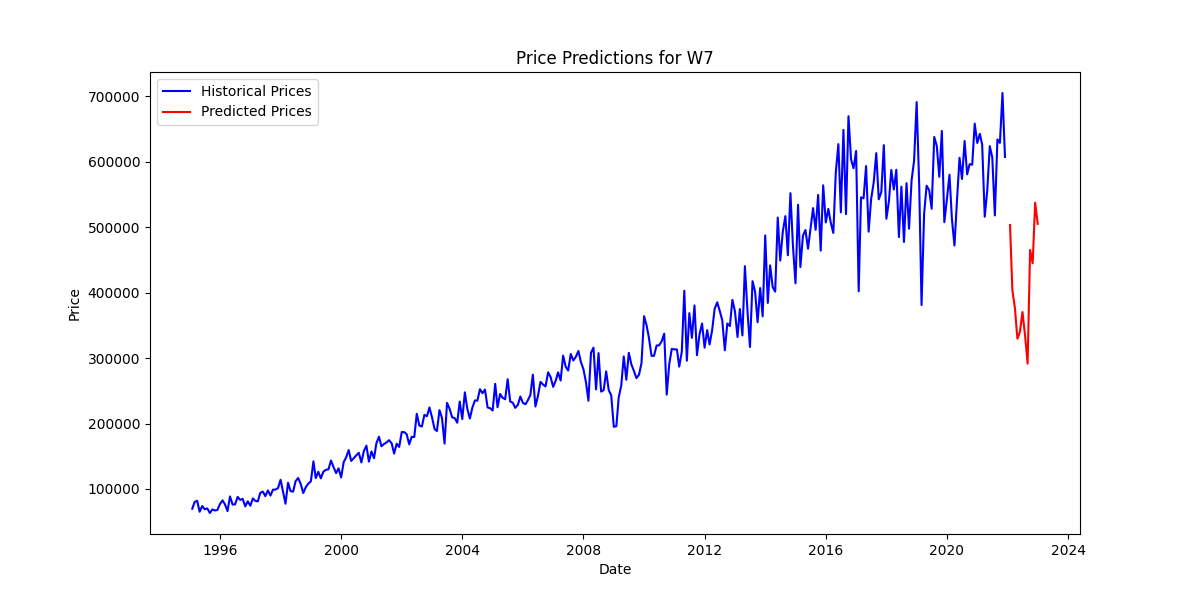 Price Predictions for W7
Historical Prices
Predicted Prices
700000
600000
500000
400000
300000
200000
100000
Price
1996 2000 2004 2008 2012 2016 2020 2024
Date